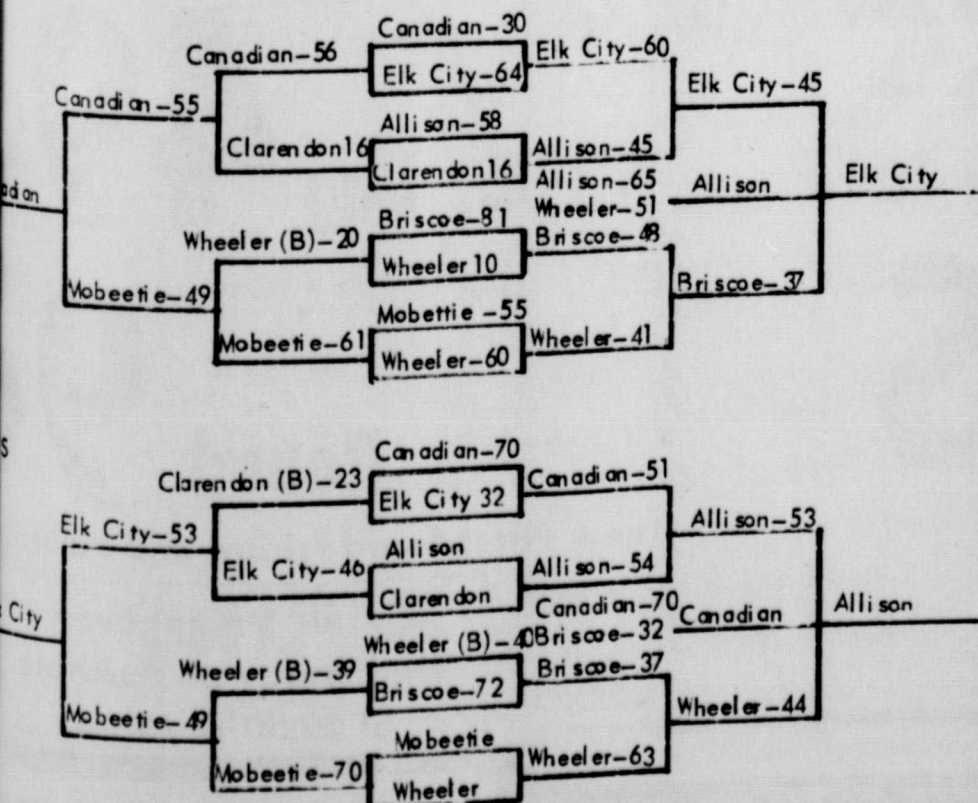 Canadian-30
Canadian-56
Elk City-60
Elk City-64
Elk City-45
Canadian-55
Allison-58
Clarendon16
Allison-45
Clarendon16
Allison-65
Allison
Elk City
adian
Wheeler-51
Briscoe-81
Wheeler (B)-20
Briscoe-48
Wheeler 10
Briscoe-37
Mobeetie-49
Mobettie -55
Mobeetie-61
Wheeler-41
Wheeler-60
S
Canadian-70
Clarendon (B)-23
Canadian-51
Elk City 32
Elk City-53
Allison-53
Allison
Elk City-46
Allison-54
Clarendon
Canadian-70
Canadian
Allison
City
Wheeler (B)-40
Briscoe-32
Wheeler (B)-39
Briscoe-37
Briscoe-72
Mobeetie-49
Wheeler-44
Mobeetie
Mobeetie-70
Wheeler-63
Wheeler